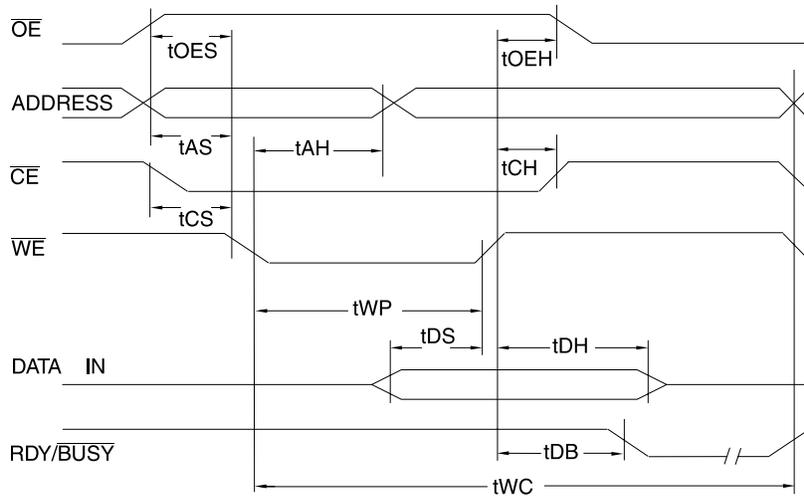 OE
tOES
tOEH
ADDRESS
tAS
tAH
tCH
CE
tCS
WE
tWP
tDS
tDH
DATA IN
RDY/BUSY
tDB
tWC